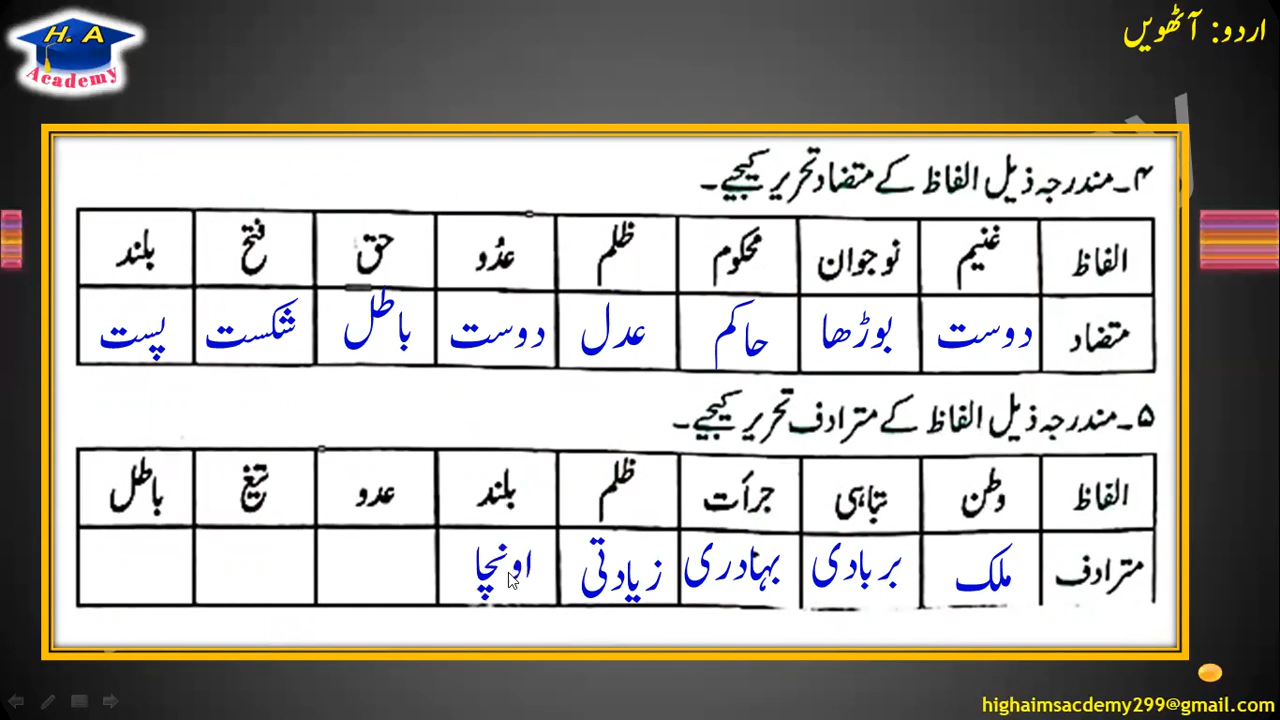 H. A
Academy
اردو: آٹھویں
۴۔ مندرجہ ذیل الفاظ کے متضاد تحریر کیجیے۔
الفاظ غنیم نوجوان محکوم ظلم عدُو حق فتح بلند
متضاد دوست بوڑھا حاکم عدل دوست باطل شکست پست
۵۔ مندرجہ ذیل الفاظ کے مترادف تحریر کیجیے۔
الفاظ وطن تباہی جرأت ظلم بلند عدو تیغ باطل
مترادف ملک بربادی بہادری زیادتی اونچا
highaimsacdemy299@gmail.com